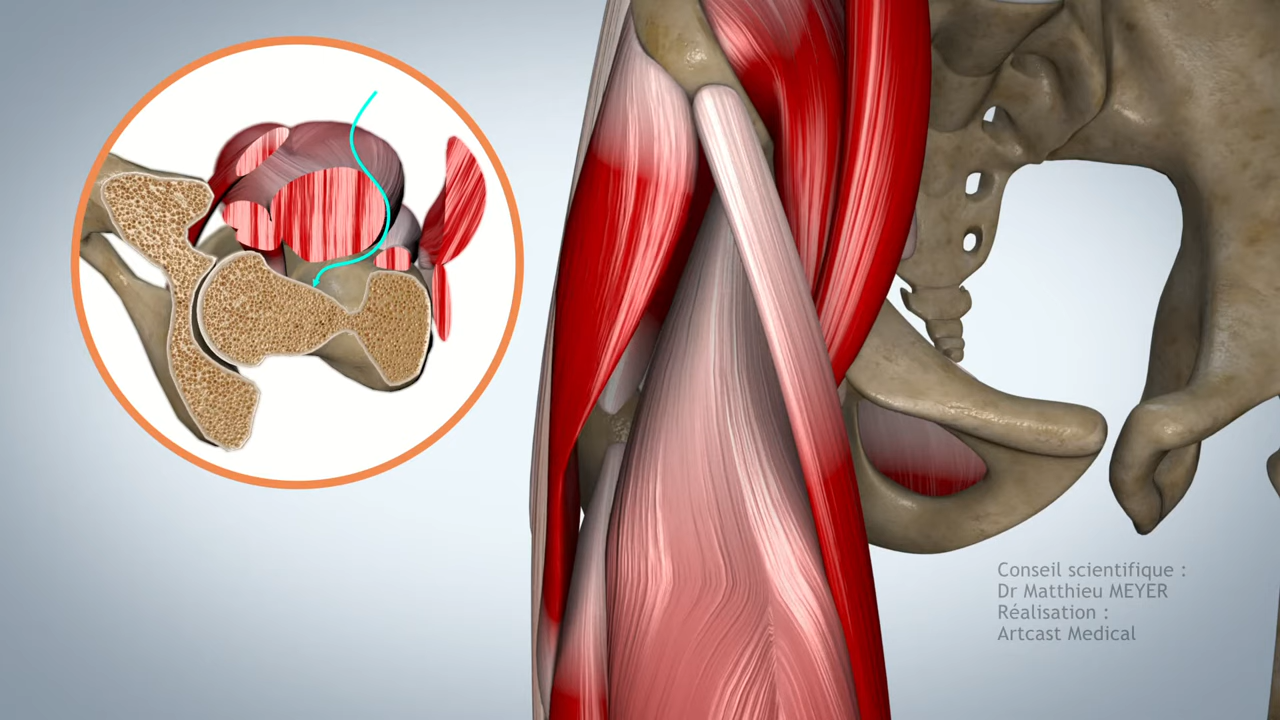 Conseil scientifique :
Dr Matthieu MEYER
Réalisation :
Artcast Medical